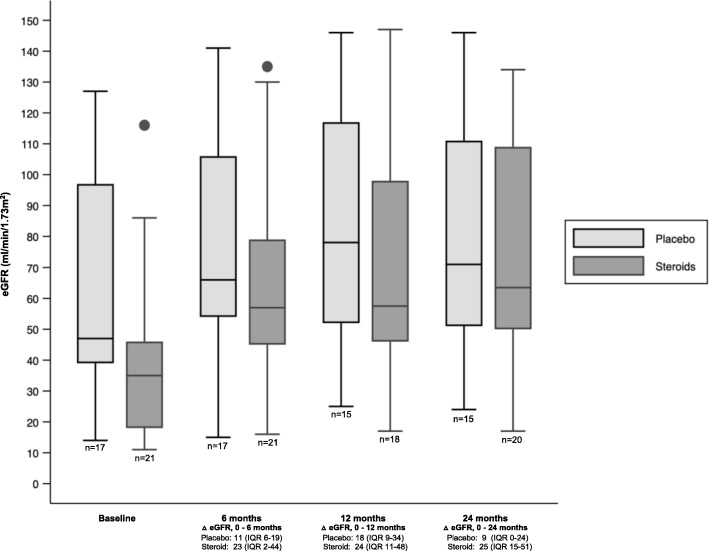 eGFR (ml/min/1.73m²)
150
140
130
120
110
100
90
80
70
60
50
40
30
20
10
0
n=17
n=21
n=17
n=21
n=15
n=18
n=15
n=20
Placebo
Steroids
Baseline
6 months
△ eGFR, 0 - 6 months
Placebo: 11 (IQR 6-19)
Steroid: 23 (IQR 2-44)
12 months
△ eGFR, 0 - 12 months
Placebo: 18 (IQR 9-34)
Steroid: 24 (IQR 11-48)
24 months
△ eGFR, 0 - 24 months
Placebo: 9 (IQR 0-24)
Steroid: 25 (IQR 15-51)